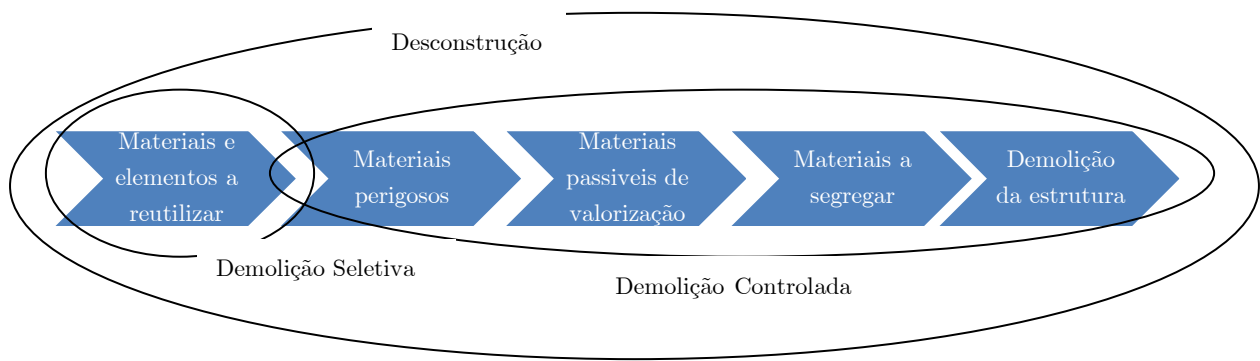 Desconstrução
Materiais e
elementos a
reutilizar
Materiais
perigosos
Materiais
passiveis de
valorização
Materiais a
segregar
Demolição
da estrutura
Demolição Seletiva
Demolição Controlada